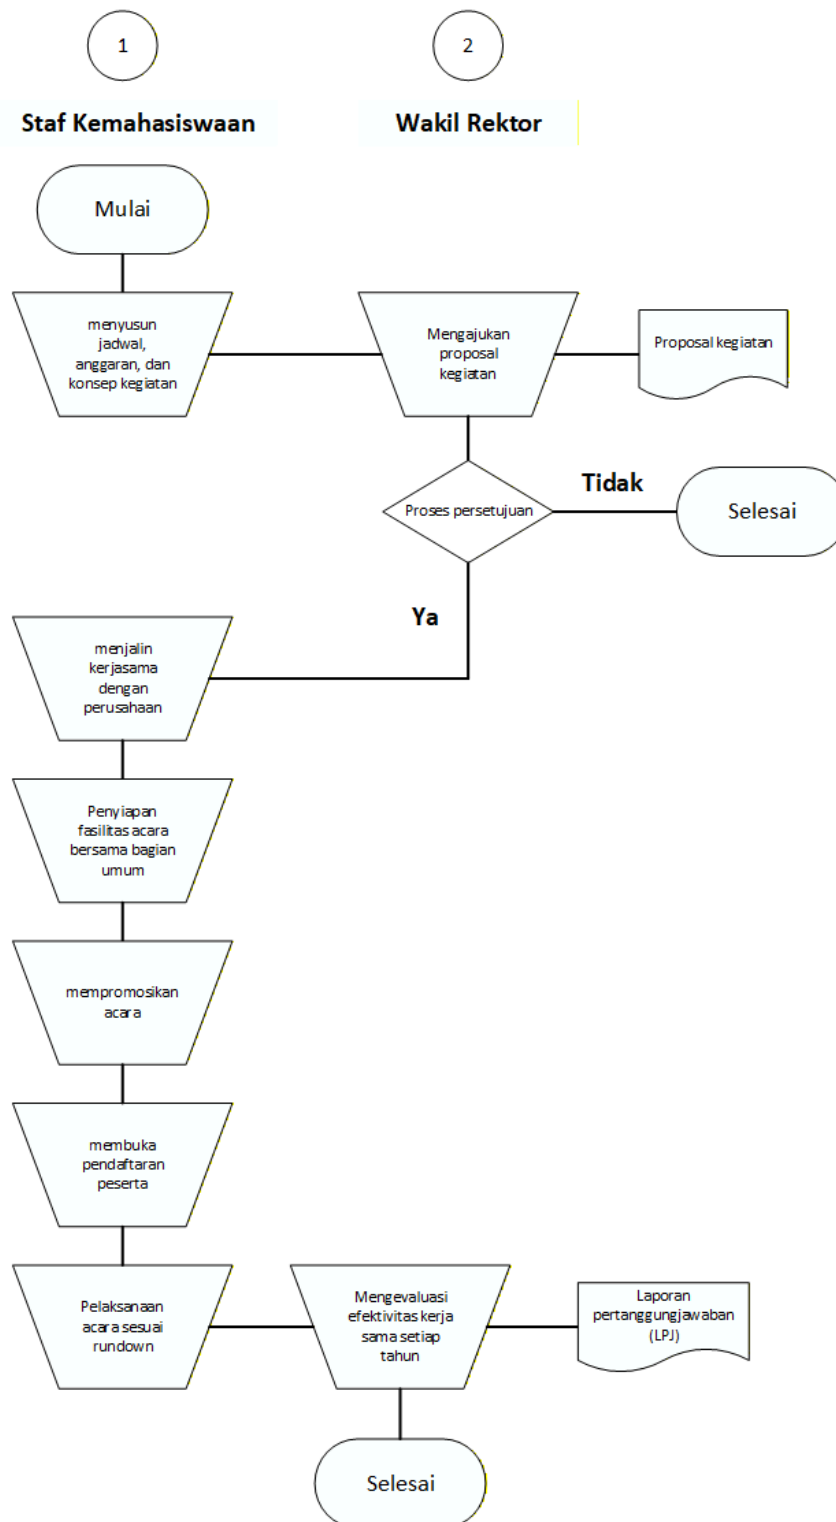 1
2
Staf Kemahasiswaan
Wakil Rektor
Mulai
menyusun
jadwal,
anggaran, dan
konsep kegiatan
Mengajukan
proposal
kegiatan
Proposal kegiatan
Proses persetujuan
Tidak
Selesai
Ya
menjalin
kerjasama
dengan
perusahaan
Penyiapan
fasilitas acara
bersama bagian
umum
mempromosikan
acara
membuka
pendaftaran
peserta
Pelaksanaan
acara sesuai
rundown
Mengevaluasi
efektivitas kerja
sama setiap
tahun
Laporan
pertanggungjawaban
(LPJ)
Selesai